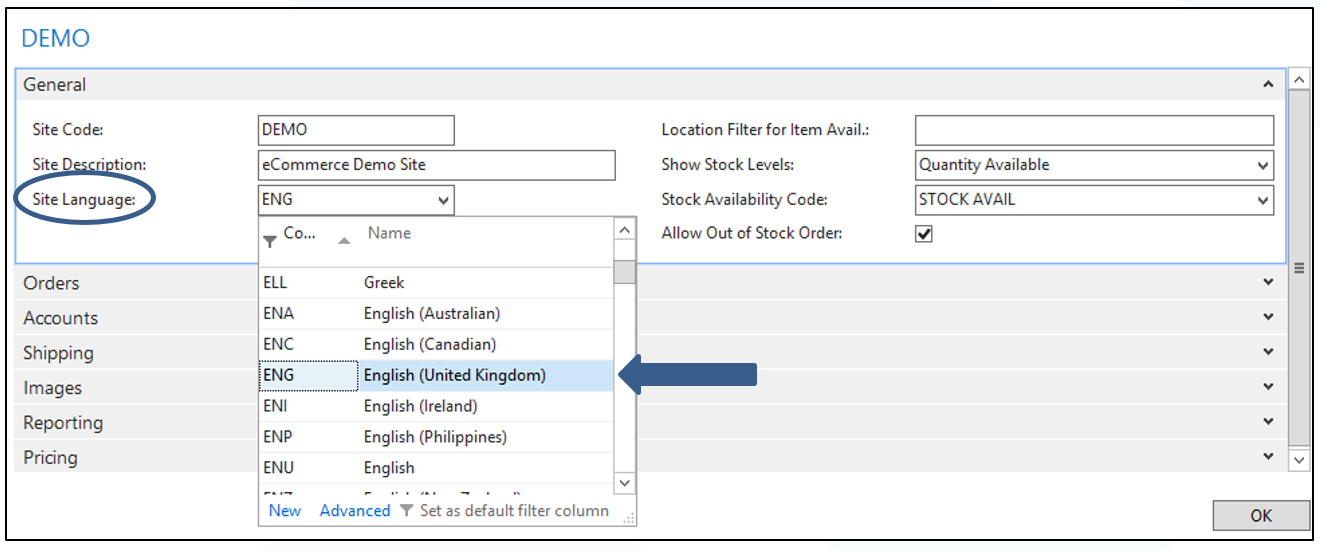 DEMO
General
Site Code: DEMO Location Filter for Item Avail.:
Site Description: eCommerce Demo Site Show Stock Levels: Quantity Available
Site Language: ENG Stock Availability Code: STOCK AVAIL
Co... Name Allow Out of Stock Order:
ELL Greek
ENA English (Australian)
ENC English (Canadian)
ENG English (United Kingdom)
ENI English (Ireland)
ENP English (Philippines)
ENU English
Orders
Accounts
Shipping
Images
Reporting
Pricing
New Advanced Set as default filter column
OK